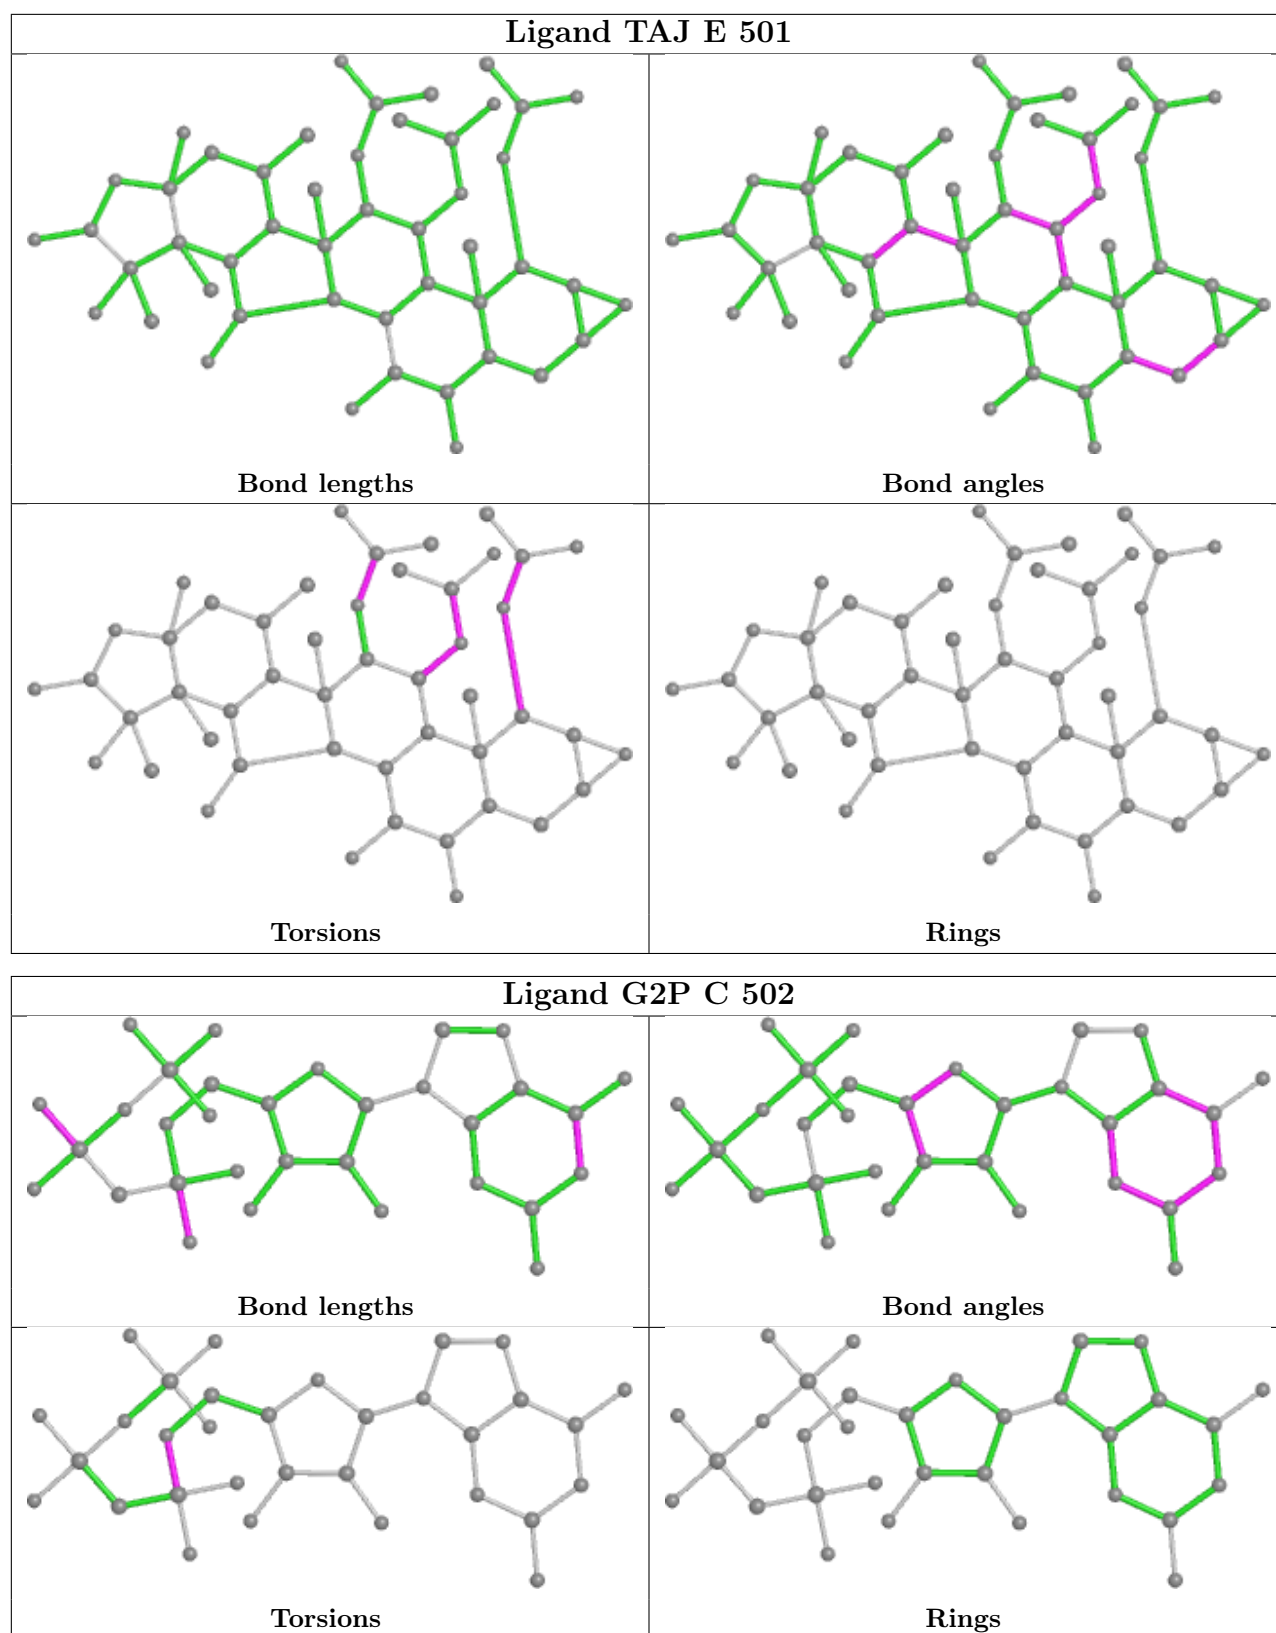 Ligand TAJ E 501
Bond lengths
Bond angles
Torsions
Rings
Ligand G2P C 502
Bond lengths
Bond angles
Torsions
Rings